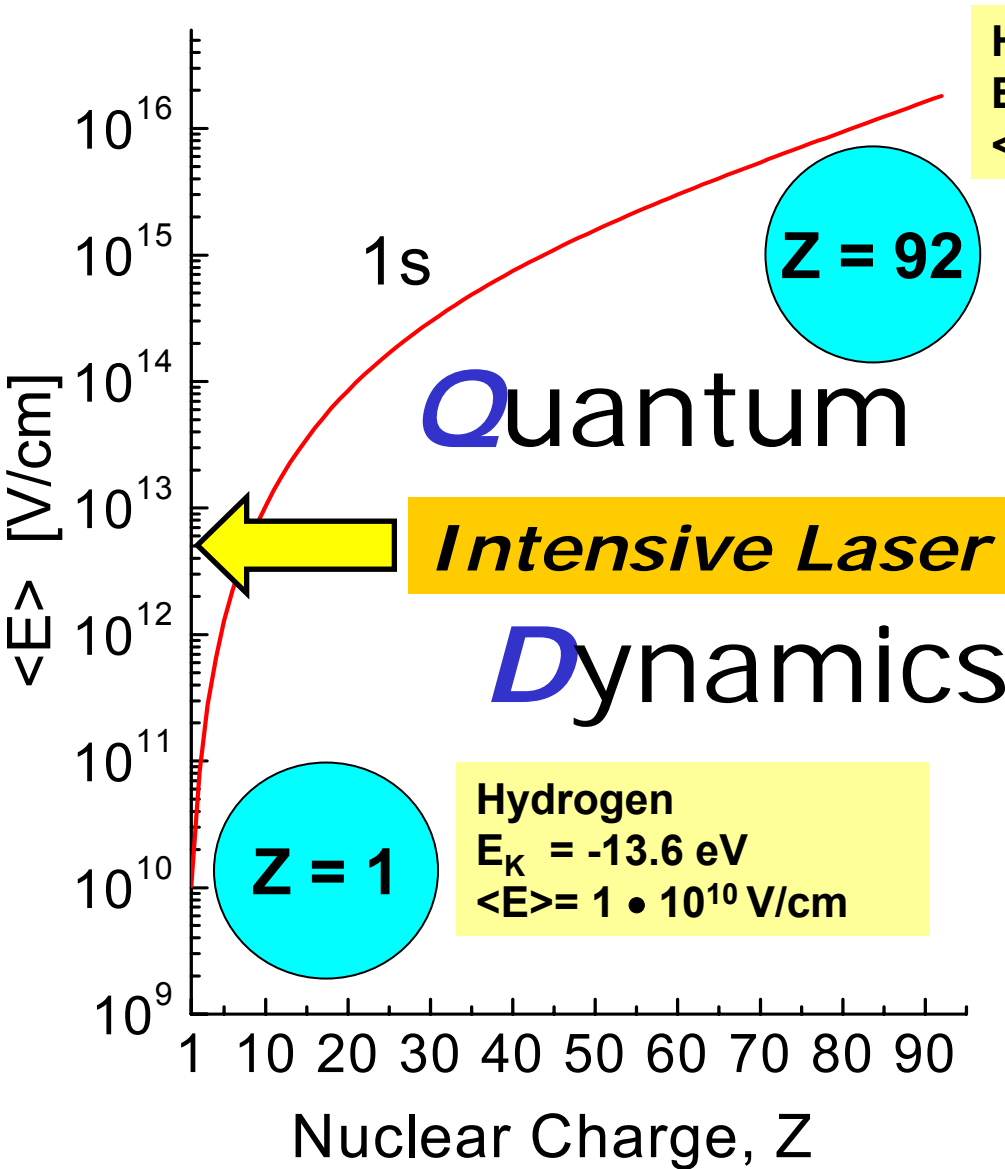 H
E
<
10^16
10^15
10^14
10^13
10^12
10^11
10^10
10^9
<E> [V/cm]
1s
Z = 92
Quantum
Intensive Laser
Dynamics
Z = 1
Hydrogen
E_K = -13.6 eV
<E>= 1 • 10^10 V/cm
1 10 20 30 40 50 60 70 80 90
Nuclear Charge, Z